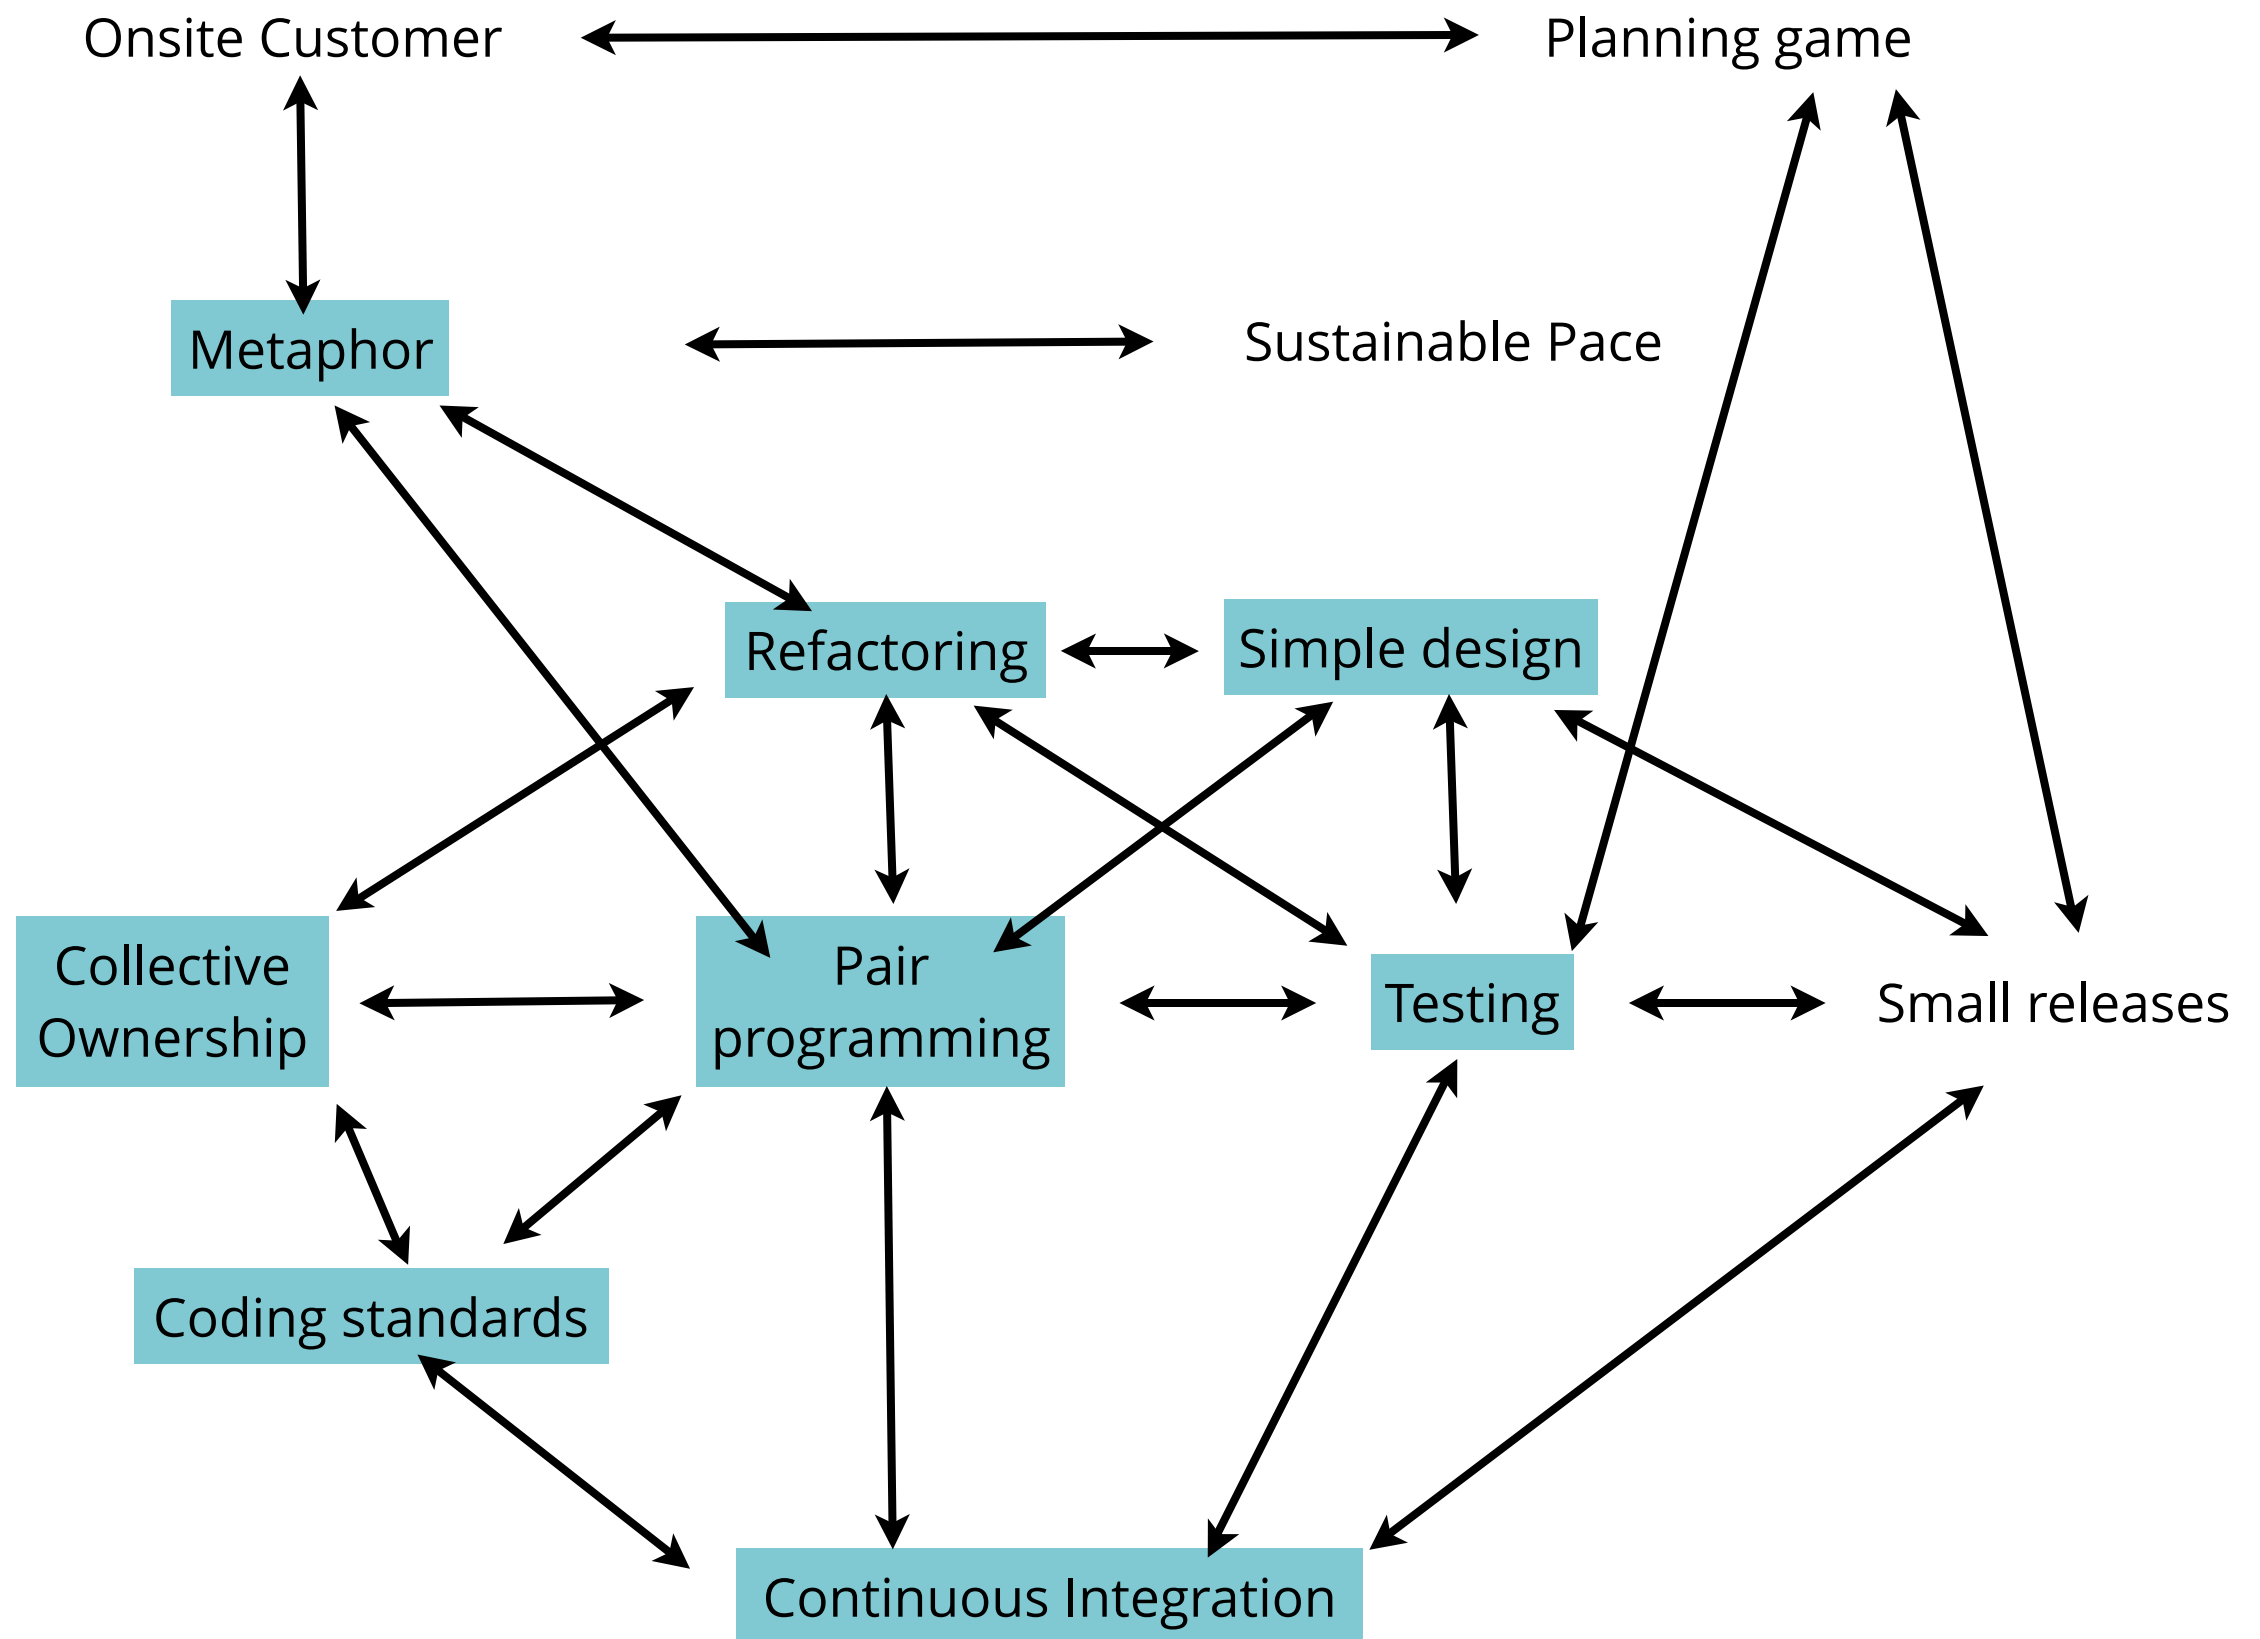 Onsite Customer
Planning game
Metaphor
Sustainable Pace
Refactoring
Simple design
Collective
Ownership
Pair
programming
Testing
Small releases
Coding standards
Continuous Integration